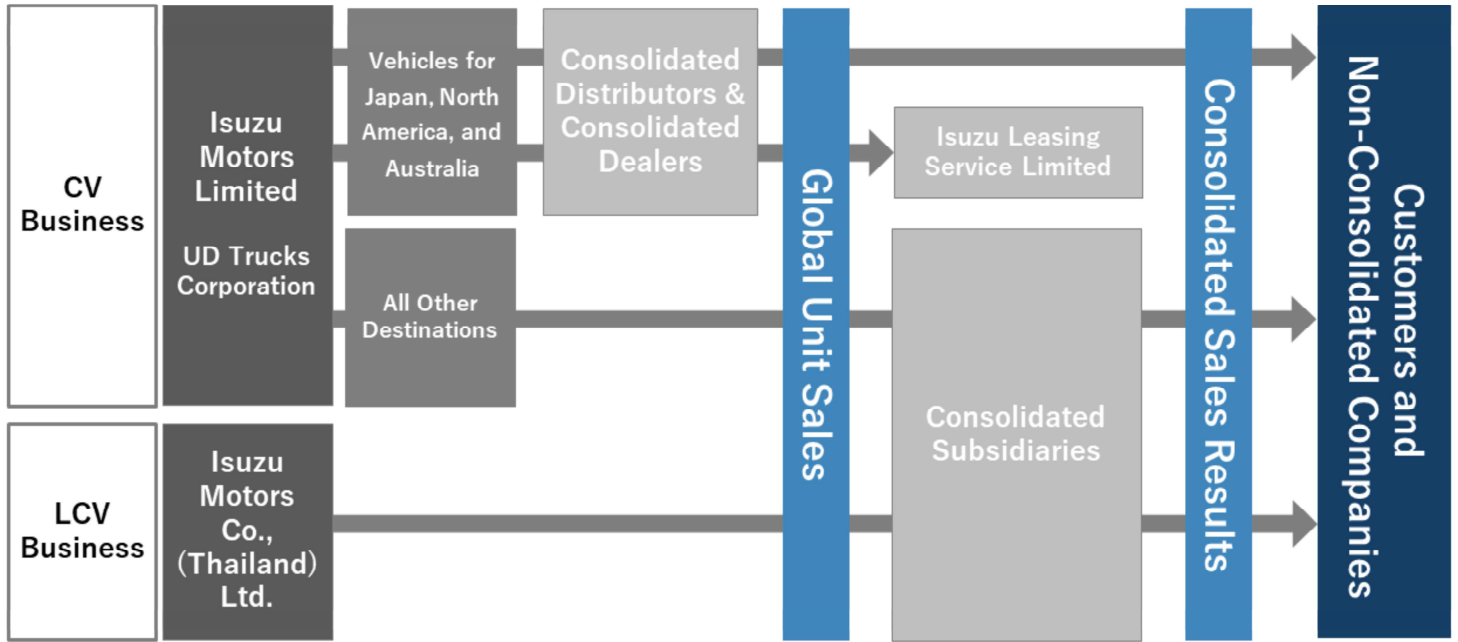 CV
Business
Isuzu
Motors
Limited
UD Trucks
Corporation
Vehicles for
Japan, North
America, and
Australia
Consolidated
Distributors &
Consolidated
Dealers
All Other
Destinations
Global Unit Sales
Isuzu Leasing
Service Limited
Consolidated
Subsidiaries
Consolidated Sales Results
Customers and
Non-Consolidated Companies
LCV
Business
Isuzu
Motors
Co.,
(Thailand)
Ltd.